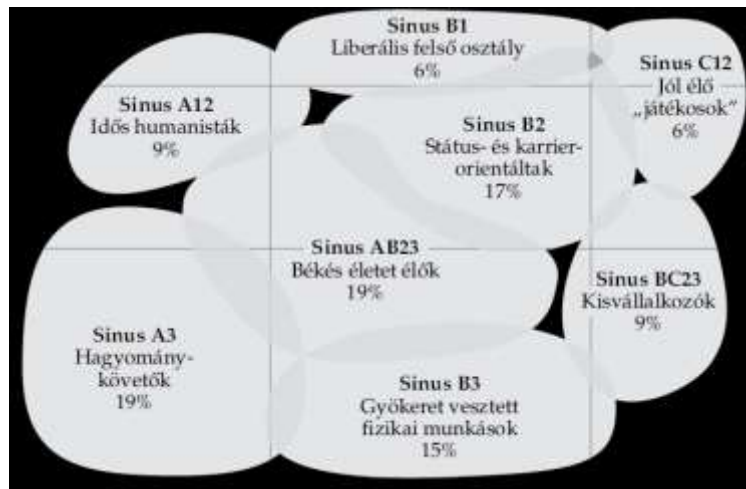 Sinus B1
Liberális felső osztály
6%
Sinus C12
Jól élő
„játékosok”
6%
Sinus A12
Idős humanisták
9%
Sinus B2
Státus- és karrier-
orientáltak
17%
Sinus AB23
Békés életet élők
19%
Sinus BC23
Kisvállalkozók
9%
Sinus A3
Hagyomány-
követők
19%
Sinus B3
Gyökeret vesztett
fizikai munkások
15%